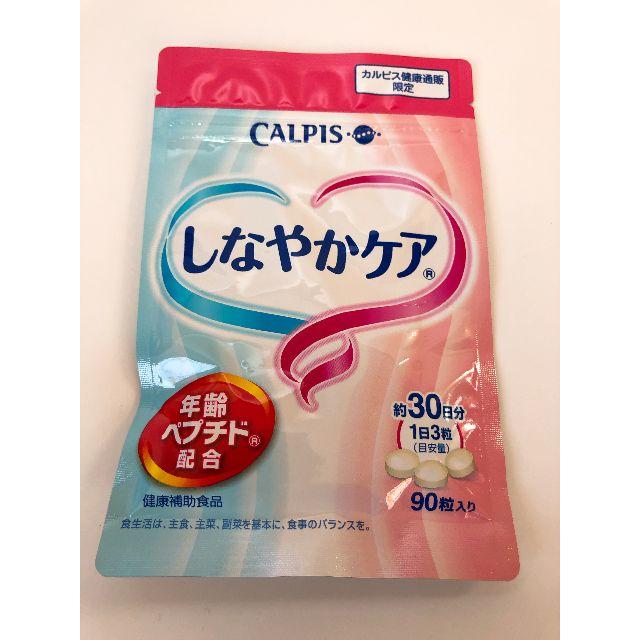 カルピス健康通販
限定
CALPIS
しなやかケア®
年齢
ペプチド®
配合
約30日分
1日3粒
(目安量)
90粒入り
健康補助食品
食生活は、主食、主菜、副菜を基本に、食事のバランスを。